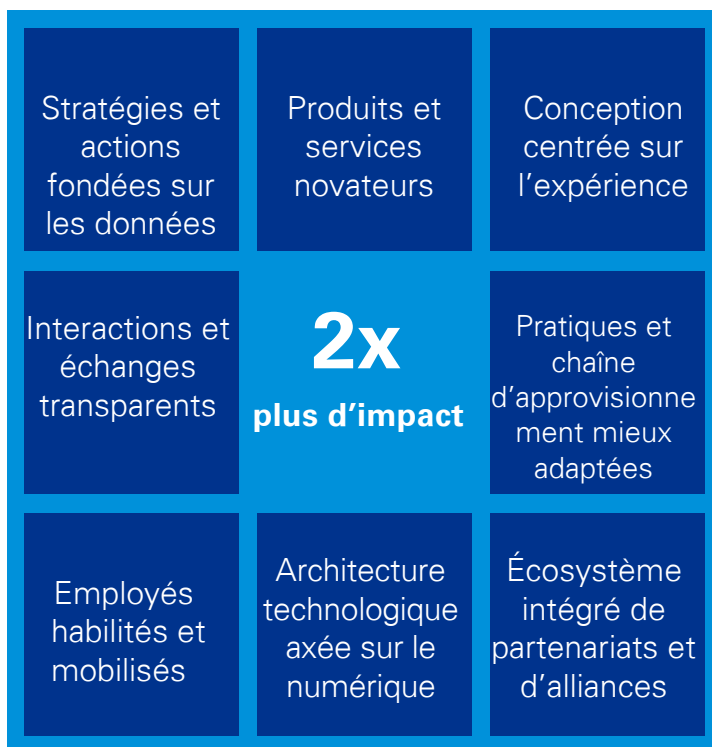 Stratégies et
actions
fondées sur
les données
Produits et
services
novateurs
Conception
centrée sur
l’expérience
Interactions et
échanges
transparents
2x
plus d’impact
Pratiques et
chaîne
d’approvisionne
ment mieux
adaptées
Employés
habilités et
mobilisés
Architecture
technologique
axée sur le
numérique
Écosystème
intégré de
partenariats et
d’alliances